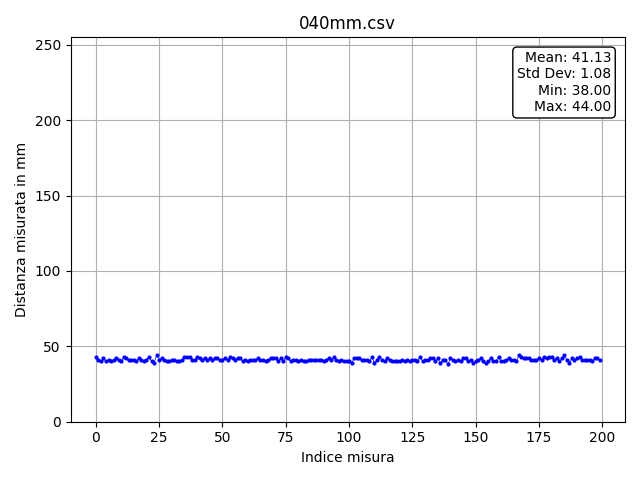 040mm.csv
Mean: 41.13
Std Dev: 1.08
Min: 38.00
Max: 44.00
Distanza misurata in mm
250
200
150
100
50
0
0 25 50 75 100 125 150 175 200
Indice misura